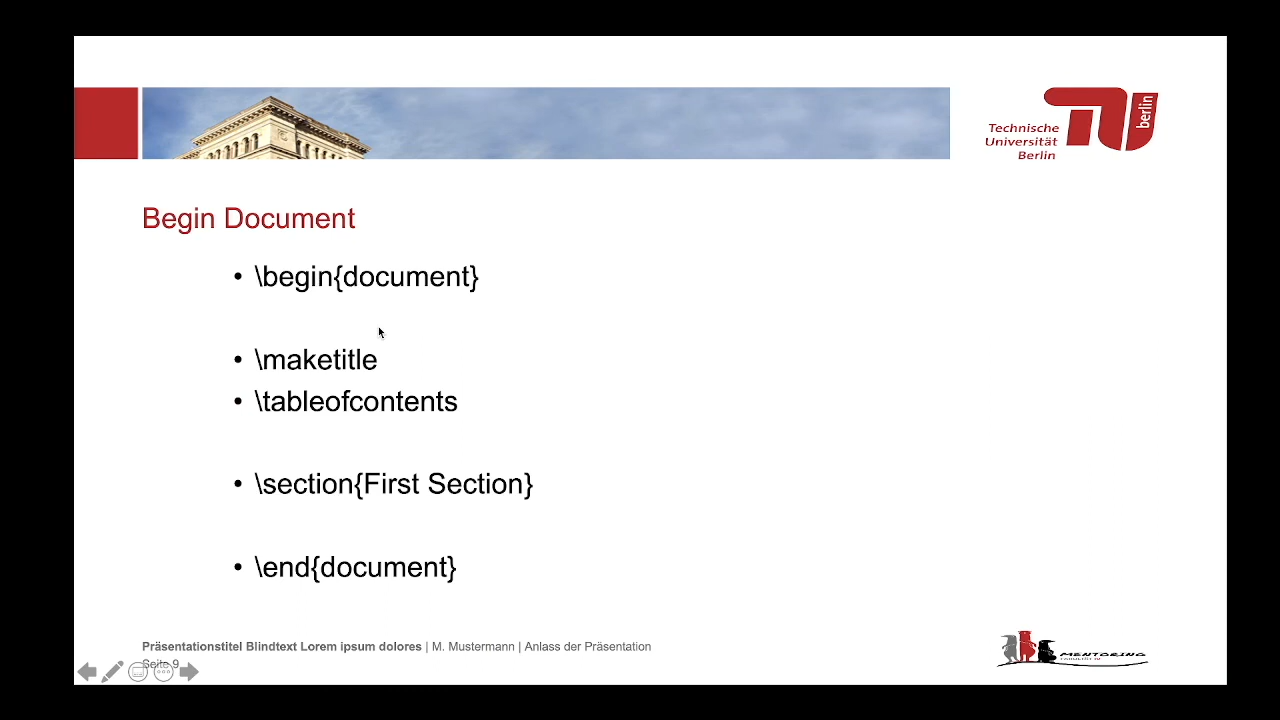 Technische
Universität
Berlin
berlin
Begin Document
• \begin{document}
• \maketitle
• \tableofcontents
• \section{First Section}
• \end{document}
Präsentationstitel Blindtext Lorem ipsum dolores | M. Mustermann | Anlass der Präsentation
Seite 9
MENTORING